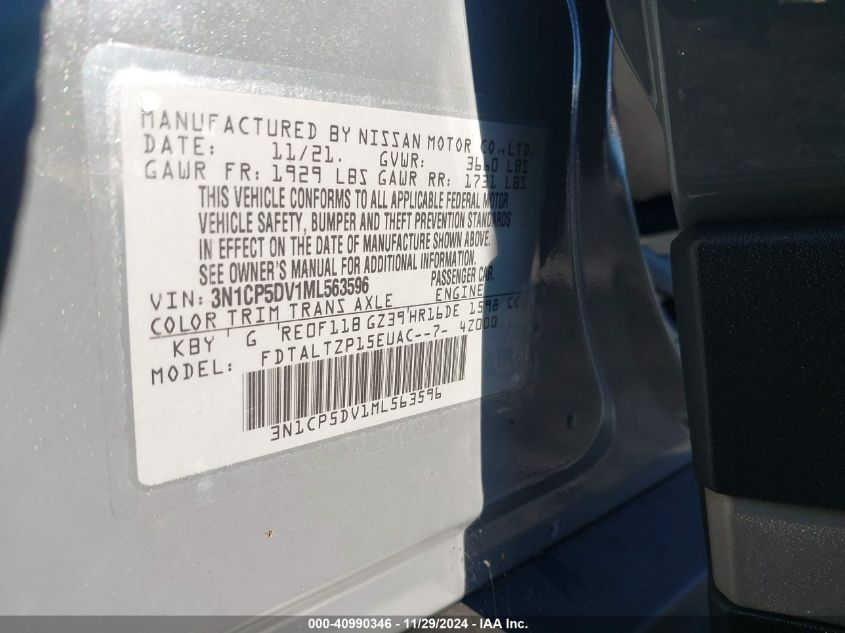 MANUFACTURED BY NISSAN MOTOR CO.,LTD.
DATE: 11/21. GVWR: 3660 LBS
GAWR FR: 1929 LBS GAWR RR: 1731 LBS
THIS VEHICLE CONFORMS TO ALL APPLICABLE FEDERAL MOTOR
VEHICLE SAFETY, BUMPER AND THEFT PREVENTION STANDARDS
IN EFFECT ON THE DATE OF MANUFACTURE SHOWN ABOVE.
SEE OWNER'S MANUAL FOR ADDITIONAL INFORMATION.
VIN: 3N1CP5DV1ML563596 PASSENGER CAR
COLOR TRIM TRANS AXLE ENGINE
KBY G RE0F11B GZ39 HR16DE 1598 CC
MODEL: FDTALTZP15EUAC--7- 4Z000
3N1CP5DV1ML563596
000-40990346 - 11/29/2024 - IAA Inc.